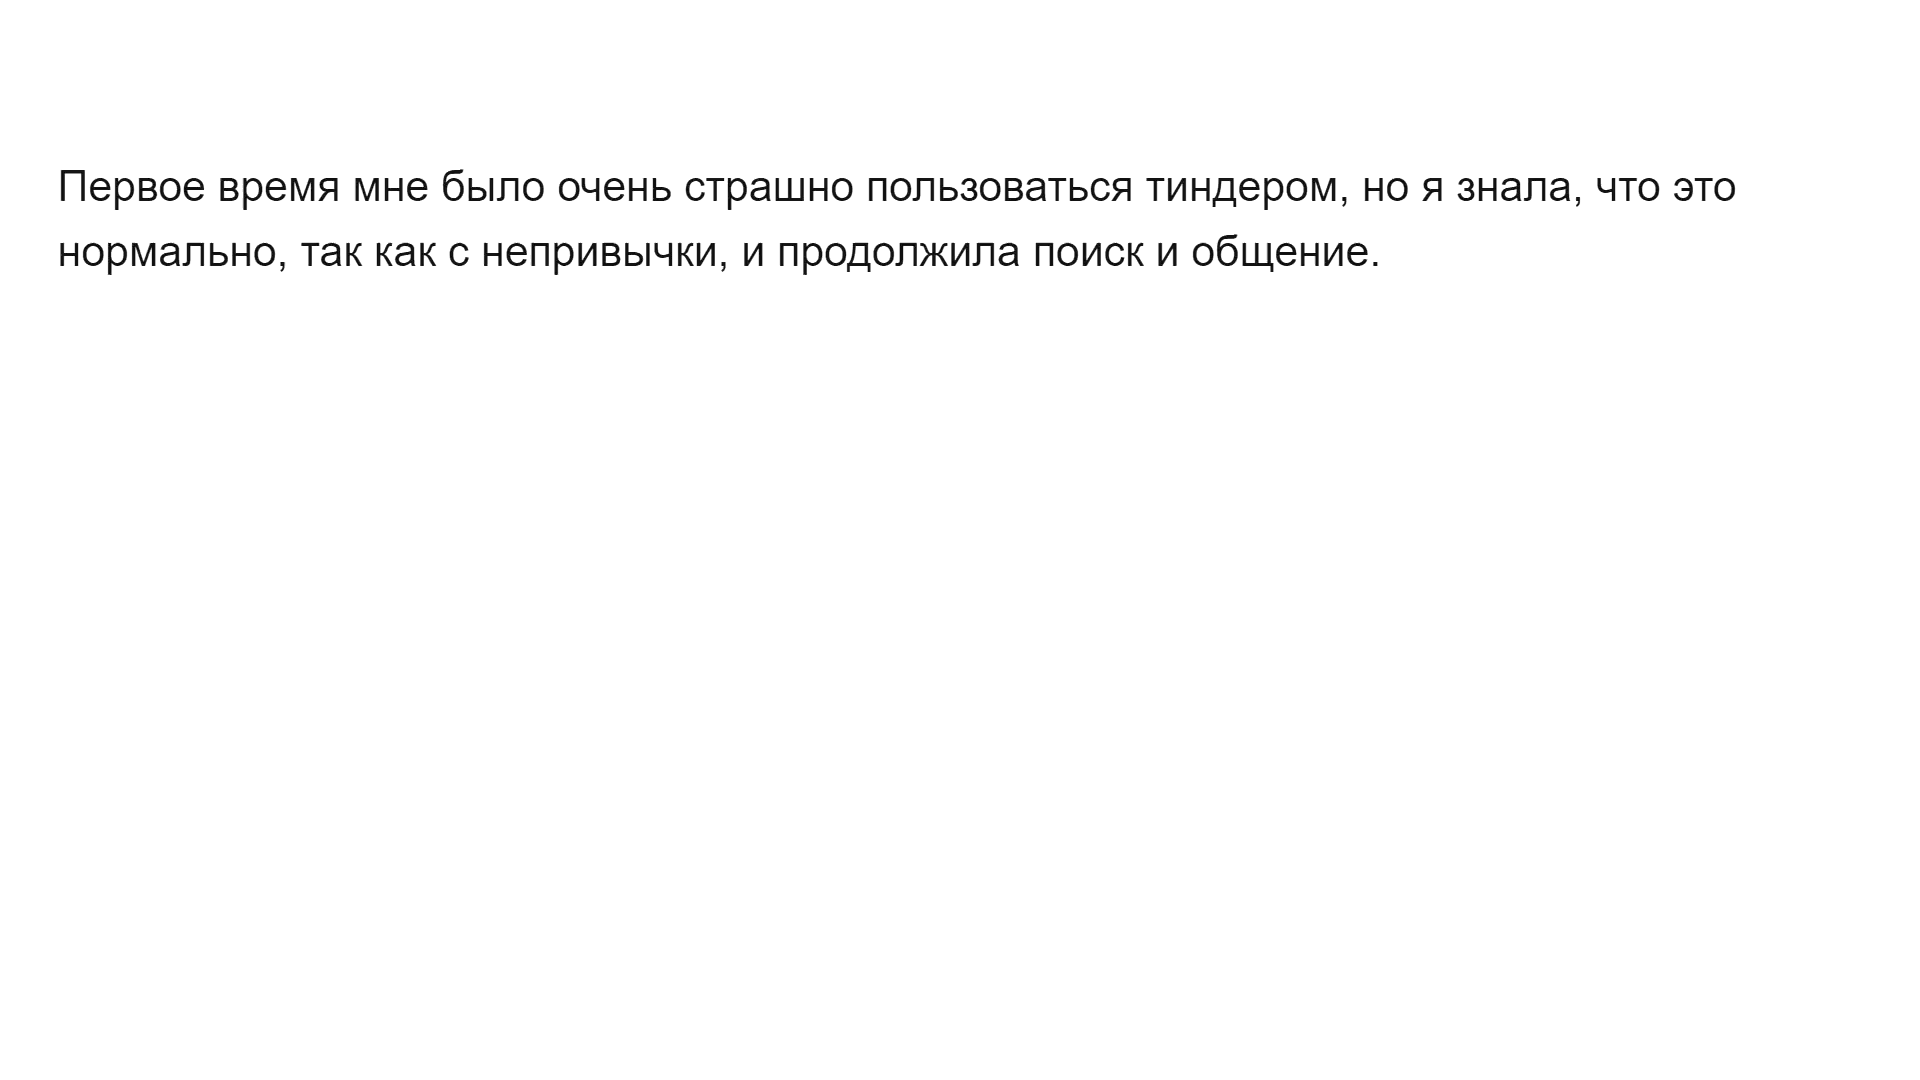 Первое время мне было очень страшно пользоваться тиндером, но я знала, что это
нормально, так как с непривычки, и продолжила поиск и общение.